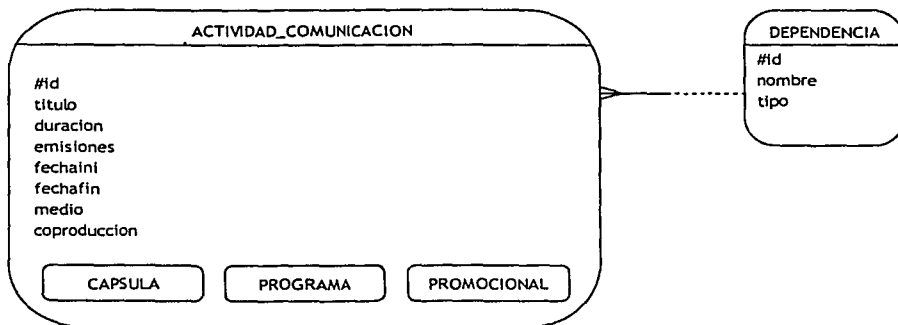 ACTIVIDAD_COMUNICACION
#id
titulo
duracion
emisiones
fechaini
fechafin
medio
coproduccion
CAPSULA
PROGRAMA
PROMOCIONAL
DEPENDENCIA
#id
nombre
tipo